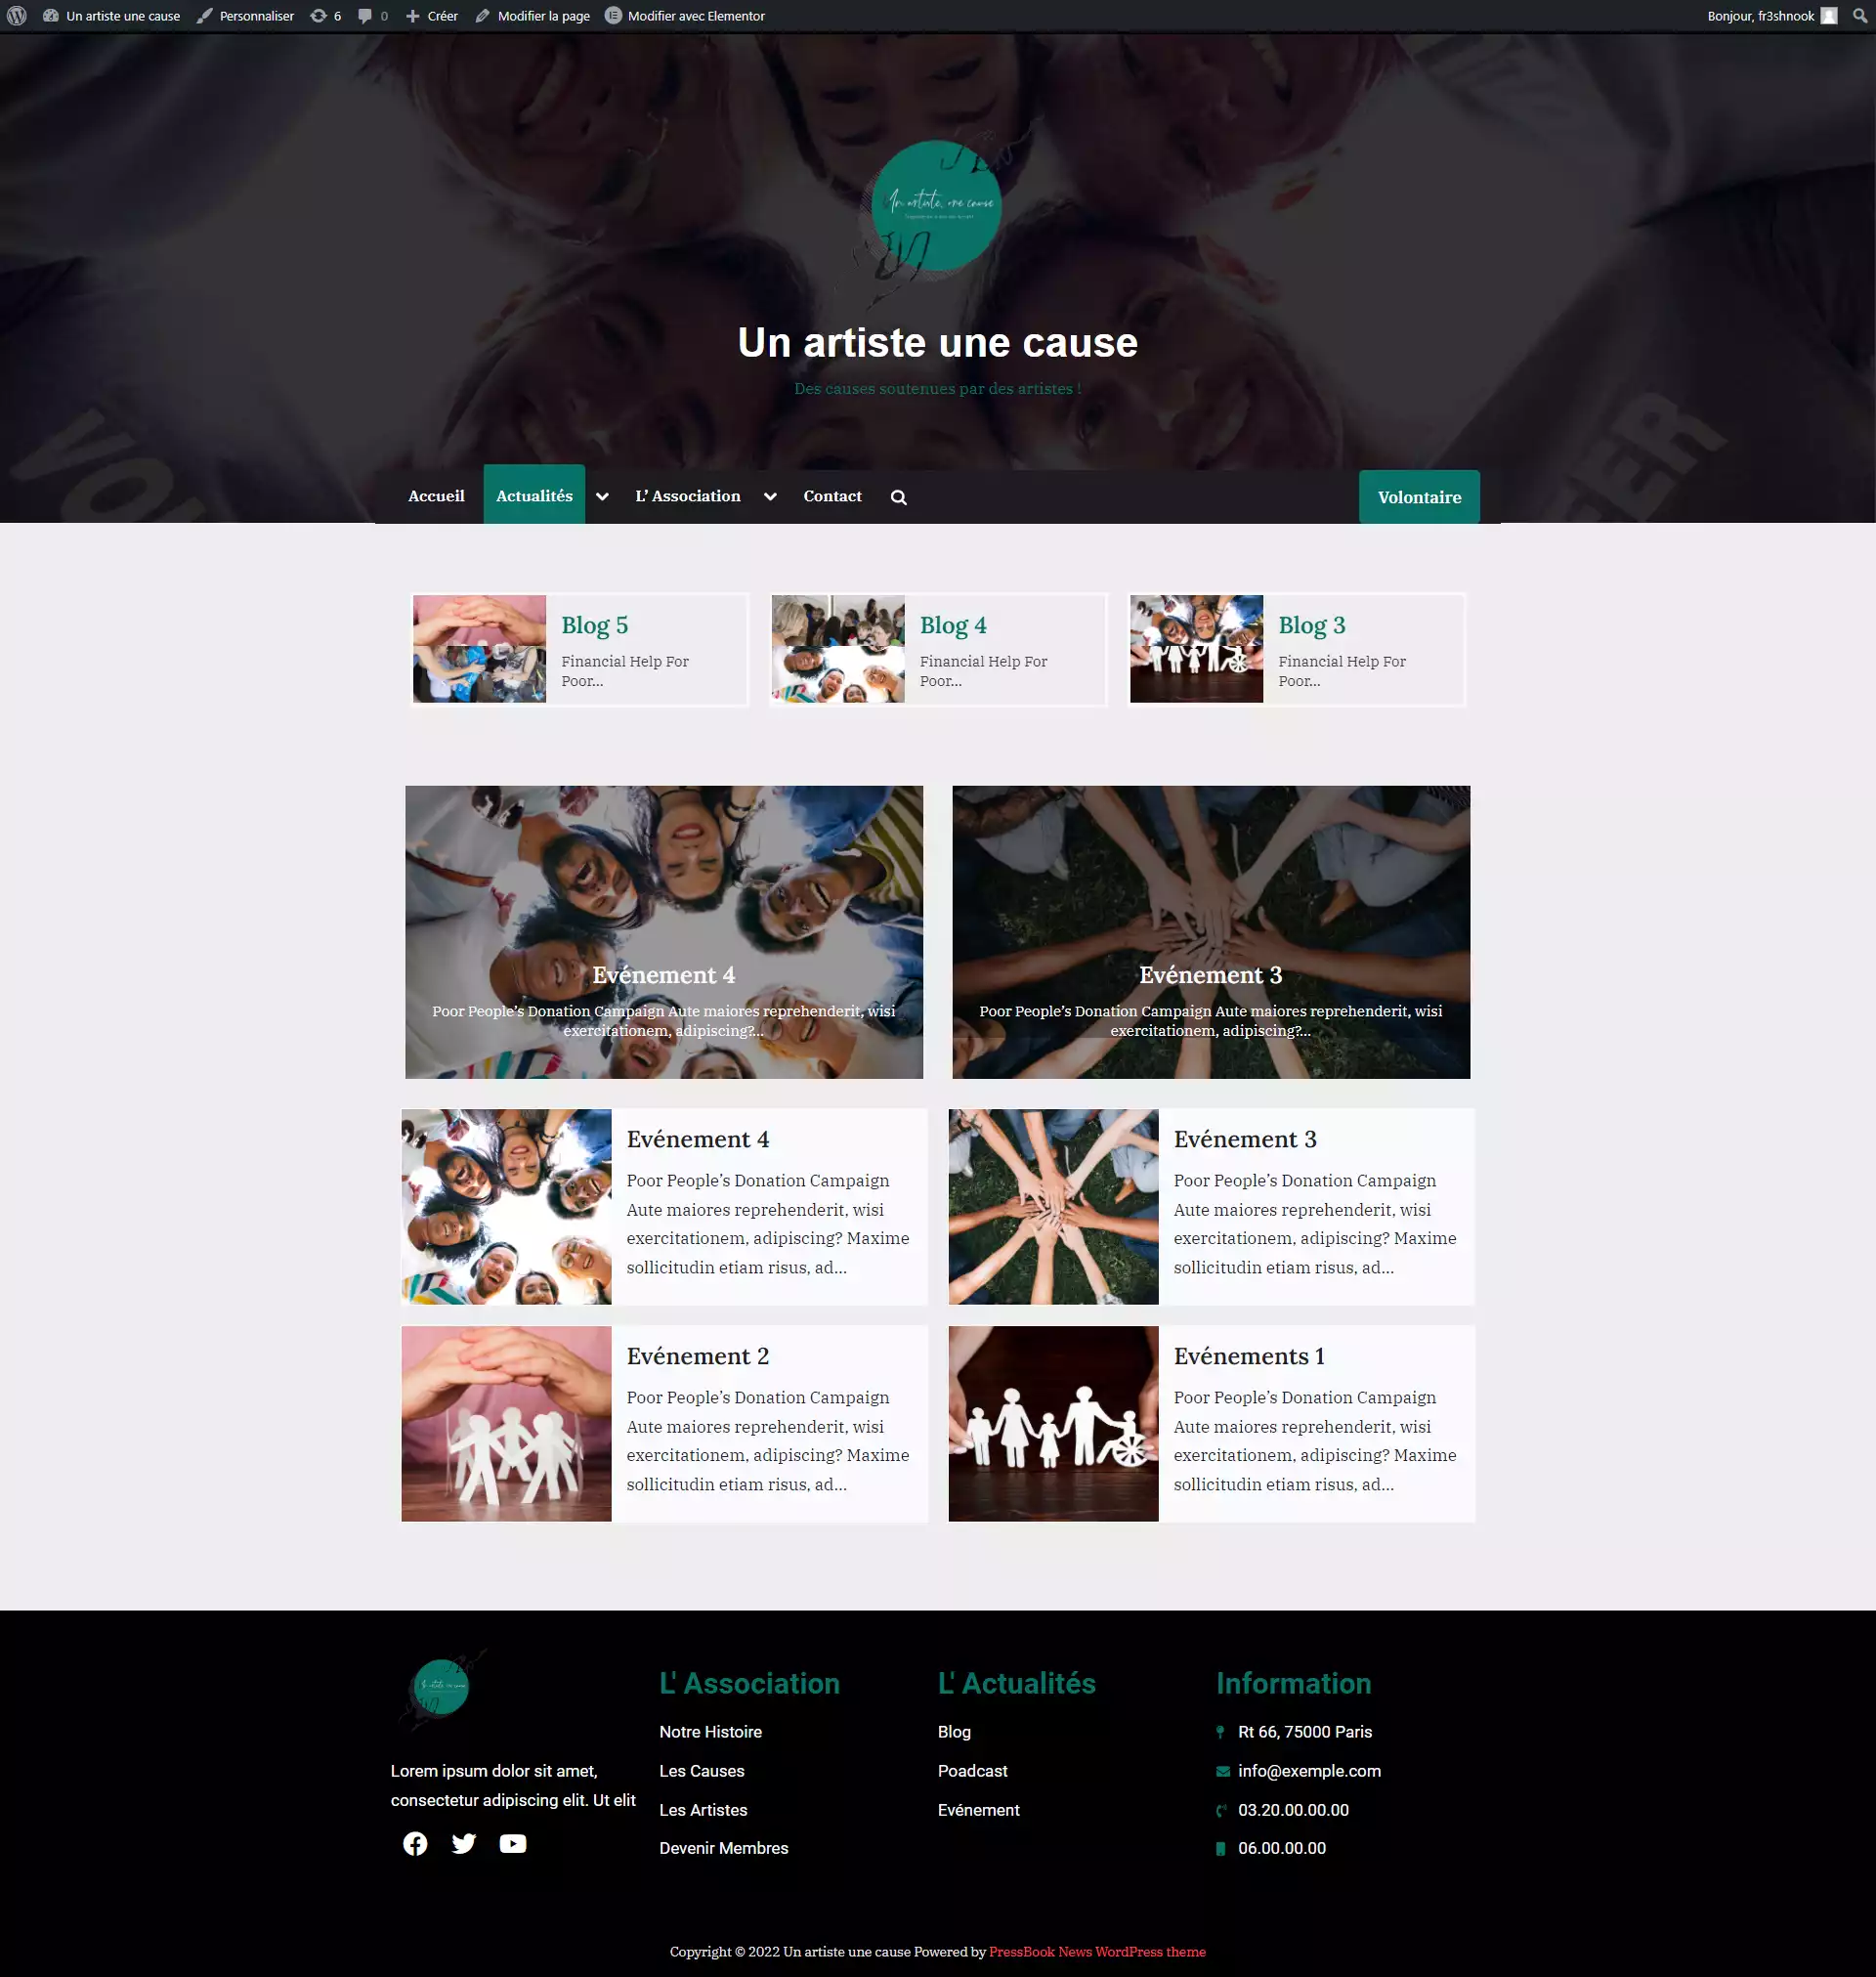 Un artiste une cause Personnaliser 6 0 Créer Modifier la page Modifier avec Elementor Bonjour, fr3shnook
Un artiste, une cause
Un artiste une cause
Des causes soutenues par des artistes !
VO
ER
Accueil Actualités L’ Association Contact Volontaire
Blog 5
Financial Help For
Poor...
Blog 4
Financial Help For
Poor...
Blog 3
Financial Help For
Poor...
Evénement 4
Poor People’s Donation Campaign Aute maiores reprehenderit, wisi
exercitationem, adipiscing?...
Evénement 3
Poor People’s Donation Campaign Aute maiores reprehenderit, wisi
exercitationem, adipiscing?...
Evénement 4
Poor People’s Donation Campaign
Aute maiores reprehenderit, wisi
exercitationem, adipiscing? Maxime
sollicitudin etiam risus, ad...
Evénement 3
Poor People’s Donation Campaign
Aute maiores reprehenderit, wisi
exercitationem, adipiscing? Maxime
sollicitudin etiam risus, ad...
Evénement 2
Poor People’s Donation Campaign
Aute maiores reprehenderit, wisi
exercitationem, adipiscing? Maxime
sollicitudin etiam risus, ad...
Evénements 1
Poor People’s Donation Campaign
Aute maiores reprehenderit, wisi
exercitationem, adipiscing? Maxime
sollicitudin etiam risus, ad...
Lorem ipsum dolor sit amet,
consectetur adipiscing elit. Ut elit
L' Association
Notre Histoire
Les Causes
Les Artistes
Devenir Membres
L' Actualités
Blog
Poadcast
Evénement
Information
Rt 66, 75000 Paris
info@exemple.com
03.20.00.00.00
06.00.00.00
Copyright © 2022 Un artiste une cause Powered by PressBook News WordPress theme